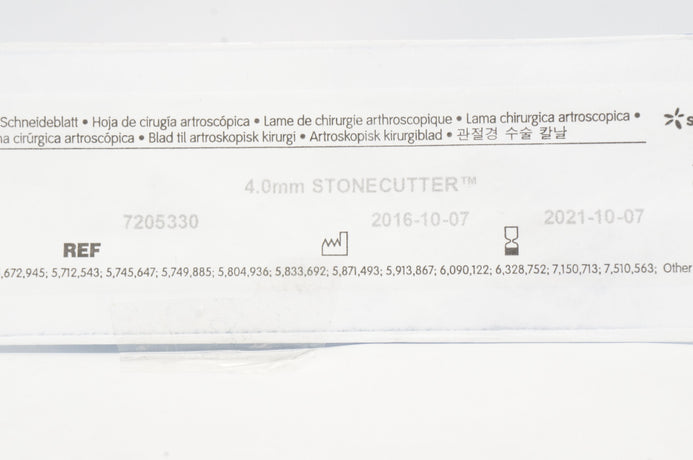 Schneideblatt • Hoja de cirugía artroscópica • Lame de chirurgie arthroscopique • Lama chirurgica artroscopica •
cirúrgica artroscópica • Blad til artroskopisk kirurgi • Artroskopisk kirurgiblad • 관절경 수술 칼날
4.0mm STONECUTTER™
7205330 2016-10-07 2021-10-07
REF
,672,945; 5,712,543; 5,745,647; 5,749,885; 5,804,936; 5,833,692; 5,871,493; 5,913,867; 6,090,122; 6,328,752; 7,150,713; 7,510,563; Other